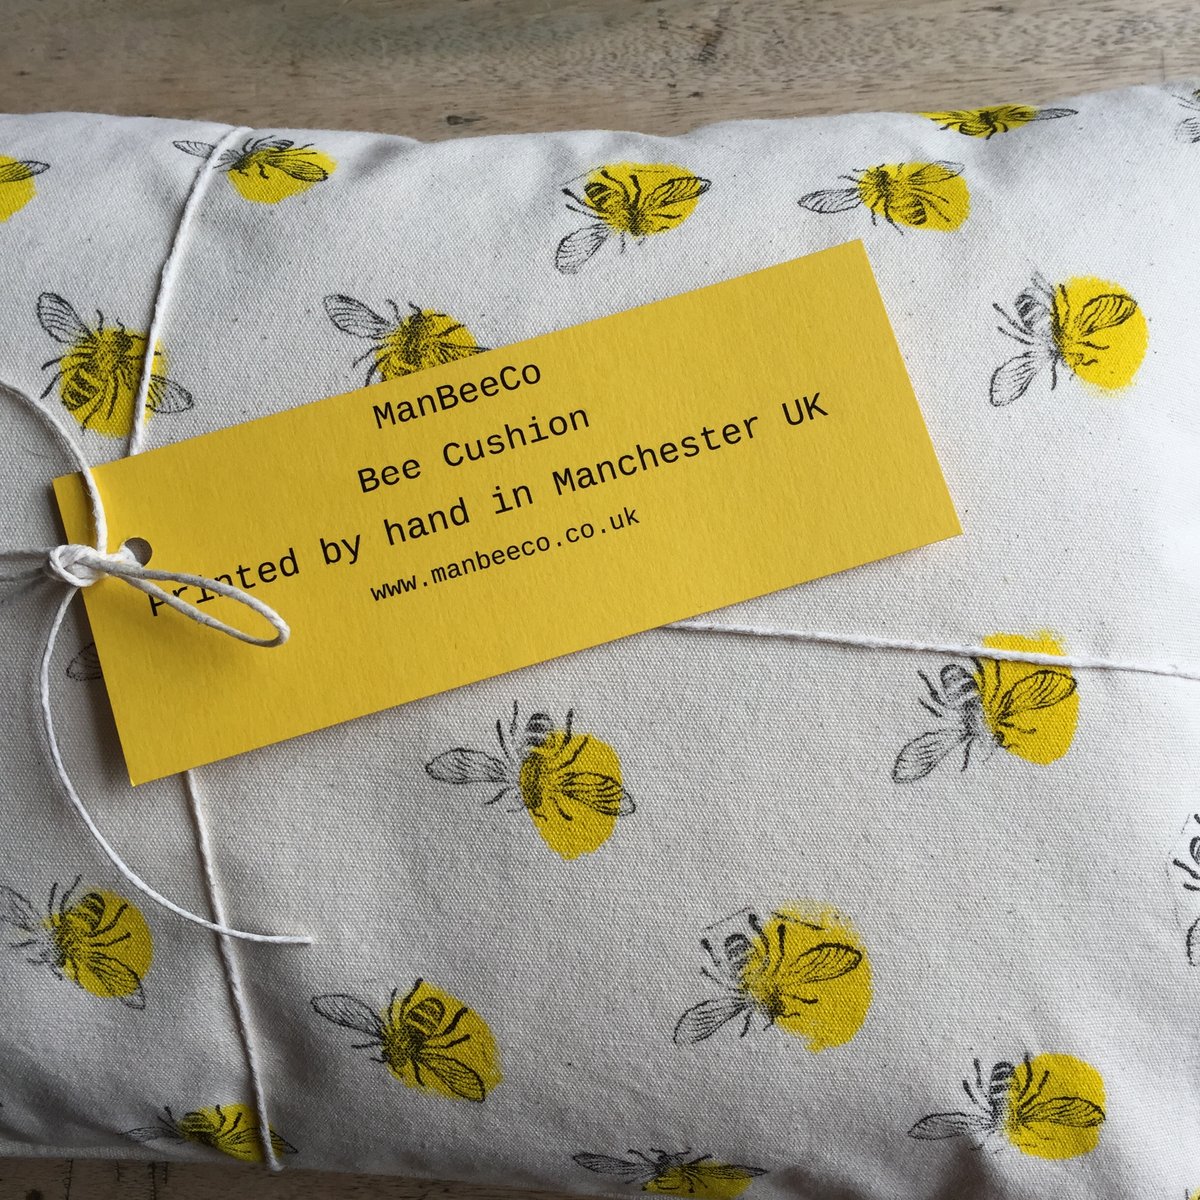 ManBeeCo
Bee Cushion
Printed by hand in Manchester UK
www.manbeeco.co.uk